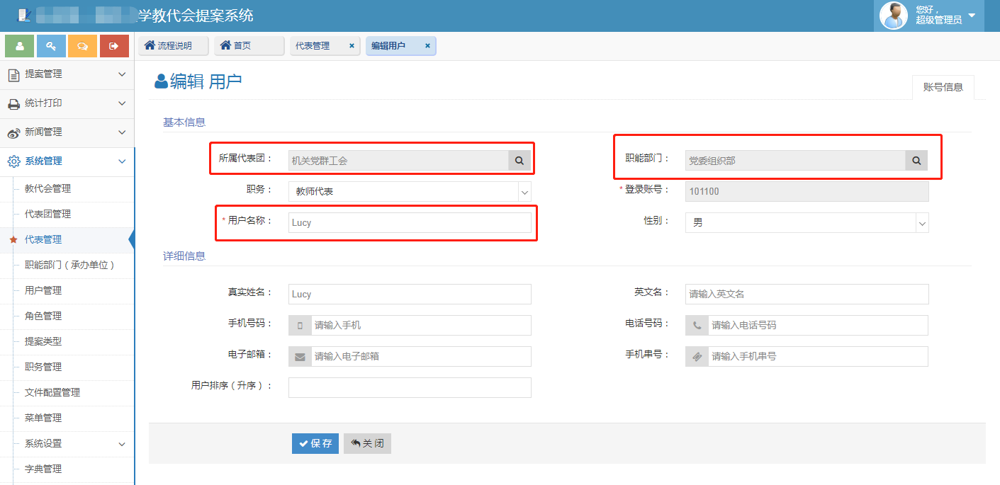 学教代会提案系统
您好，
超级管理员
流程说明
首页
代表管理 ×
编辑用户 ×
提案管理
统计打印
新闻管理
系统管理
教代会管理
代表团管理
代表管理
职能部门（承办单位）
用户管理
角色管理
提案类型
职务管理
文件配置管理
菜单管理
系统设置
字典管理
编辑 用户
账号信息
基本信息
所属代表团： 机关党群工会
职能部门： 党委组织部
职务： 教师代表
* 登录账号： 101100
* 用户名称： Lucy
性别： 男
详细信息
真实姓名： Lucy
英文名： 请输入英文名
手机号码： 请输入手机
电话号码： 请输入电话号码
电子邮箱： 请输入电子邮箱
手机串号： 请输入手机串号
用户排序（升序）：
保存
关闭